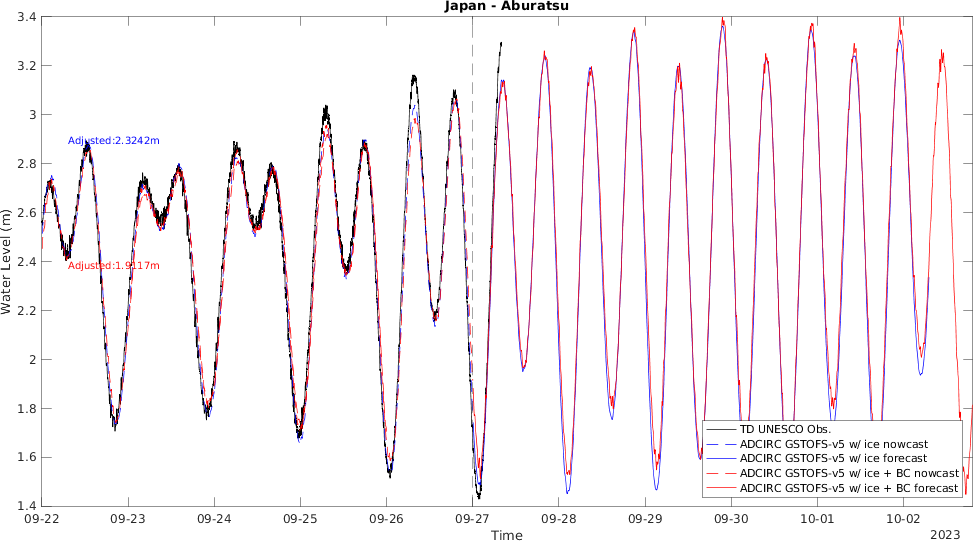 Japan - Aburatsu
3.4
3.2
3
2.8
2.6
2.4
2.2
2
1.8
1.6
1.4
Water Level (m)
Adjusted:2.3242m
Adjusted:1.9117m
TD UNESCO Obs.
ADCIRC GSTOFS-v5 w/ ice nowcast
ADCIRC GSTOFS-v5 w/ ice forecast
ADCIRC GSTOFS-v5 w/ ice + BC nowcast
ADCIRC GSTOFS-v5 w/ ice + BC forecast
09-22 09-23 09-24 09-25 09-26 09-27 09-28 09-29 09-30 10-01 10-02
Time
2023